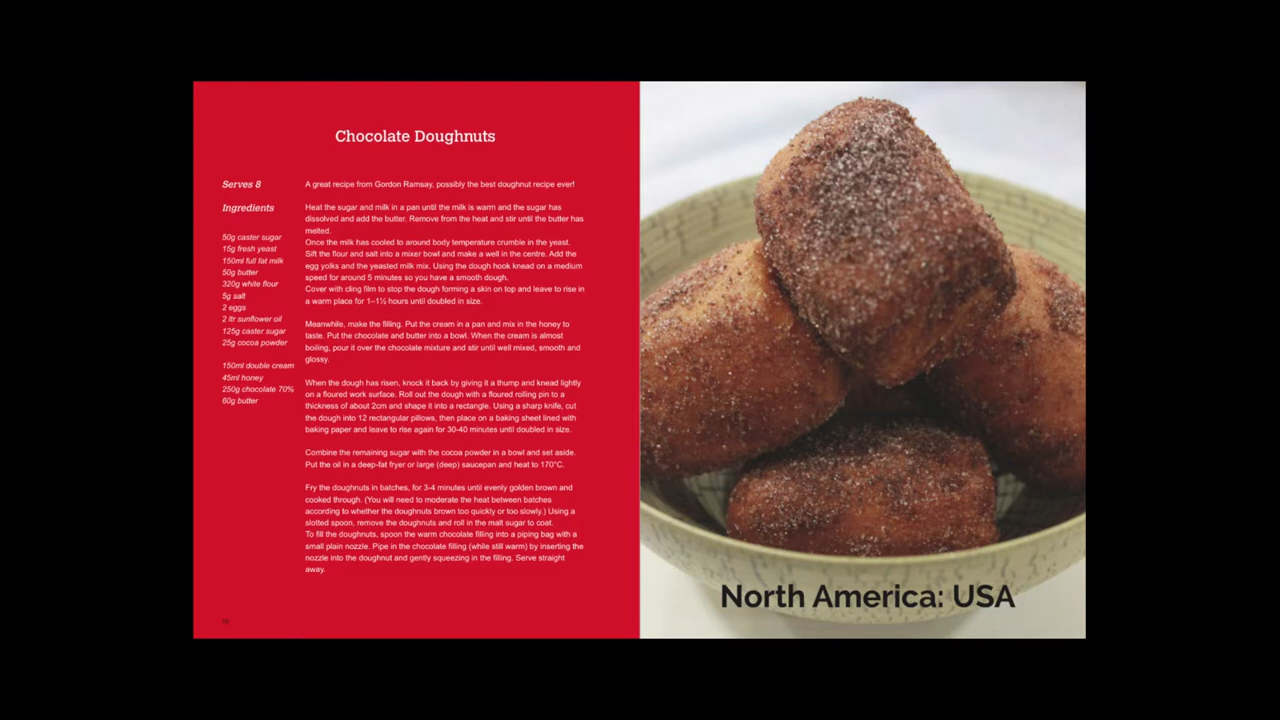 Chocolate Doughnuts
Serves 8
Ingredients
50g caster sugar
15g fresh yeast
150ml full fat milk
50g butter
320g white flour
5g salt
2 eggs
2 ltr sunflower oil
125g caster sugar
25g cocoa powder
150ml double cream
45ml honey
250g chocolate 70%
60g butter
A great recipe from Gordon Ramsay, possibly the best doughnut recipe ever!
Heat the sugar and milk in a pan until the milk is warm and the sugar has
dissolved and add the butter. Remove from the heat and stir until the butter has
melted.
Once the milk has cooled to around body temperature crumble in the yeast.
Sift the flour and salt into a mixer bowl and make a well in the centre. Add the
egg yolks and the yeasted milk mix. Using the dough hook knead on a medium
speed for around 5 minutes so you have a smooth dough.
Cover with cling film to stop the dough forming a skin on top and leave to rise in
a warm place for 1–1½ hours until doubled in size.
Meanwhile, make the filling. Put the cream in a pan and mix in the honey to
taste. Put the chocolate and butter into a bowl. When the cream is almost
boiling, pour it over the chocolate mixture and stir until well mixed, smooth and
glossy.
When the dough has risen, knock it back by giving it a thump and knead lightly
on a floured work surface. Roll out the dough with a floured rolling pin to a
thickness of about 2cm and shape it into a rectangle. Using a sharp knife, cut
the dough into 12 rectangular pillows, then place on a baking sheet lined with
baking paper and leave to rise again for 30-40 minutes until doubled in size.
Combine the remaining sugar with the cocoa powder in a bowl and set aside.
Put the oil in a deep-fat fryer or large (deep) saucepan and heat to 170°C.
Fry the doughnuts in batches, for 3-4 minutes until evenly golden brown and
cooked through. (You will need to moderate the heat between batches
according to whether the doughnuts brown too quickly or too slowly.) Using a
slotted spoon, remove the doughnuts and roll in the malt sugar to coat.
To fill the doughnuts, spoon the warm chocolate filling into a piping bag with a
small plain nozzle. Pipe in the chocolate filling (while still warm) by inserting the
nozzle into the doughnut and gently squeezing in the filling. Serve straight
away.
North America: USA